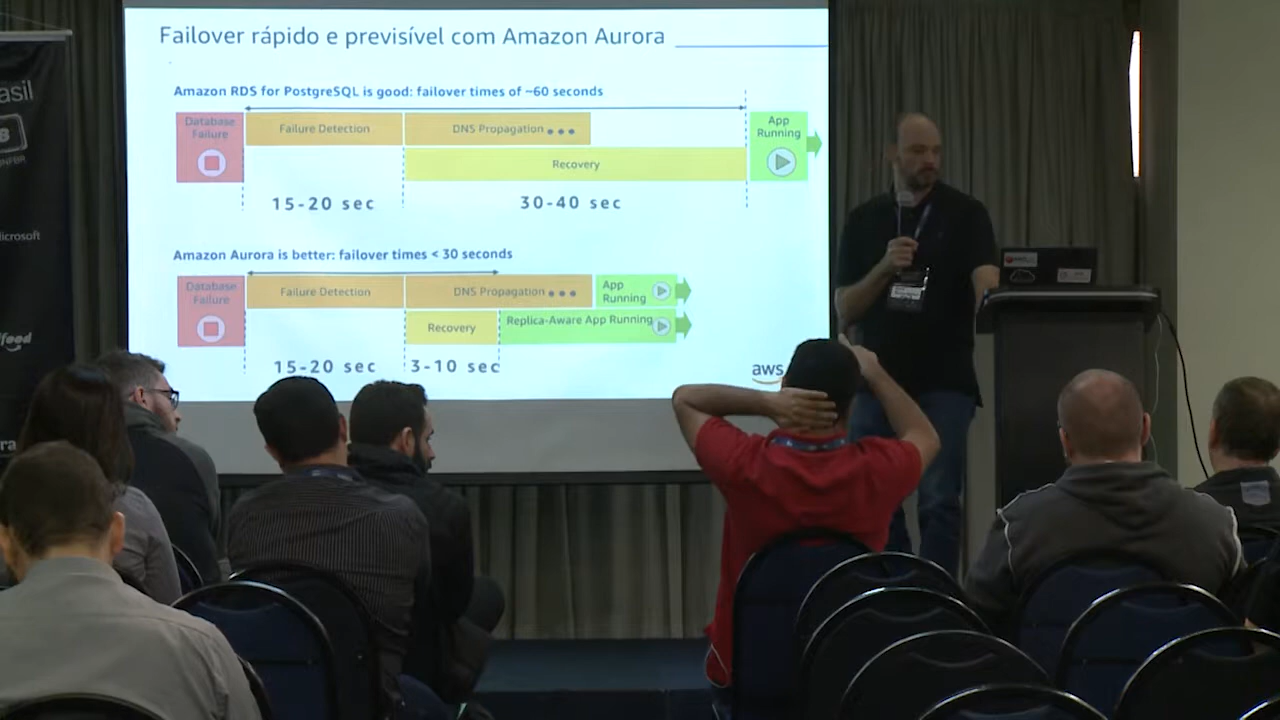 Failover rápido e previsível com Amazon Aurora
Amazon RDS for PostgreSQL is good: failover times of ~60 seconds
Database Failure
Failure Detection
DNS Propagation
App Running
Recovery
15-20 sec
30-40 sec
Amazon Aurora is better: failover times < 30 seconds
Database Failure
Failure Detection
DNS Propagation
App Running
Recovery
Replica-Aware App Running
15-20 sec
3-10 sec
aws